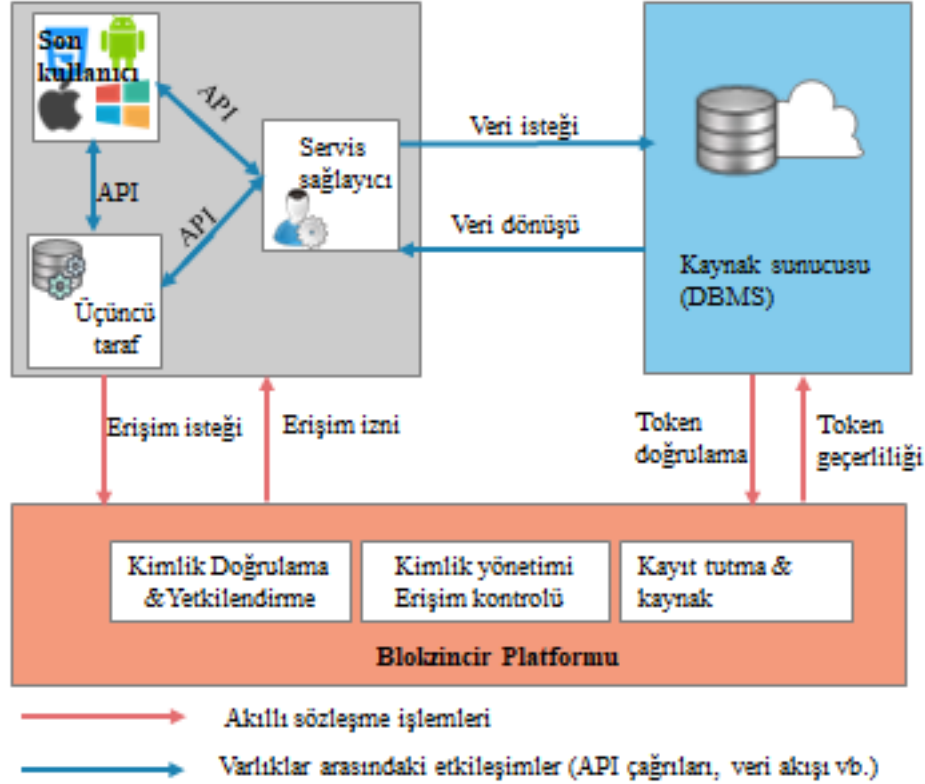 Son
kullanıcı
API
API
API
Servis
sağlayıcı
Üçüncü
taraf
Veri isteği
Veri dönüşü
Kaynak sunucusu
(DBMS)
Erişim isteği
Erişim izni
Token
doğrulama
Token
geçerliliği
Kimlik Doğrulama
&Yetkilendirme
Kimlik yönetimi
Erişim kontrolü
Kayıt tutma &
kaynak
Blokzincir Platformu
Akıllı sözleşme işlemleri
Varlıklar arasındaki etkileşimler (API çağrıları, veri akışı vb.)